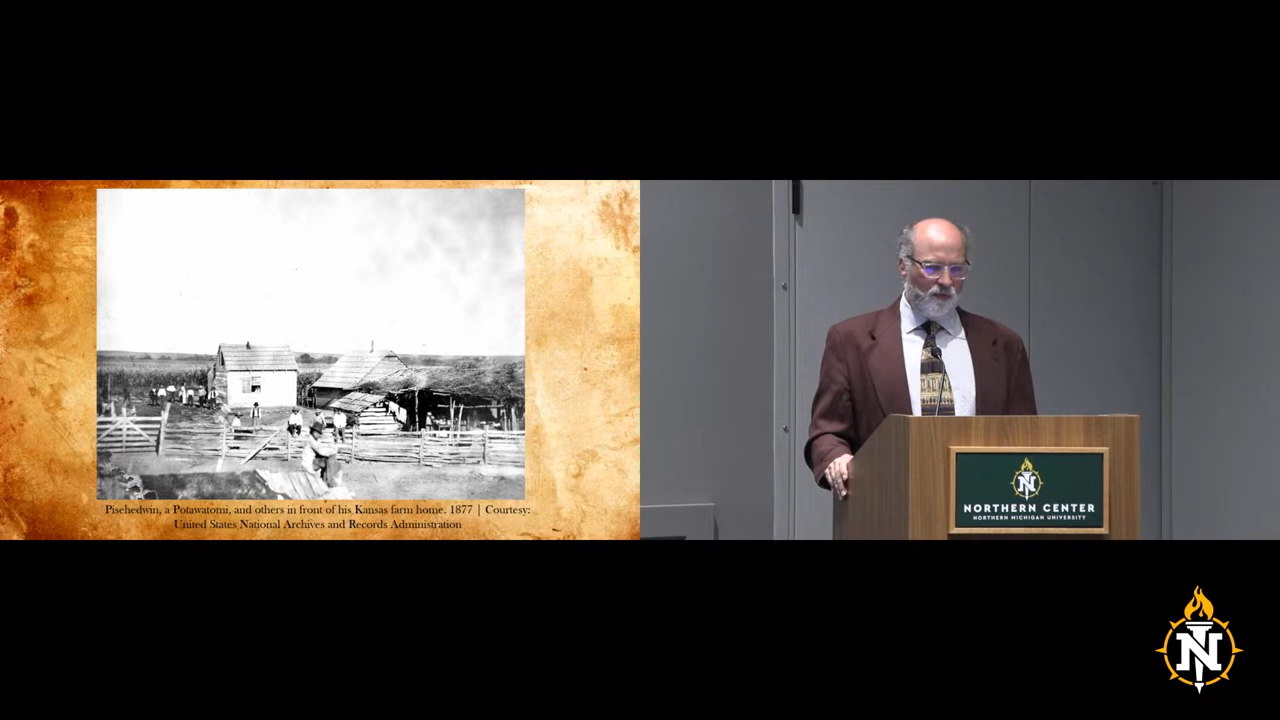 Pisehedwin, a Potawatomi, and others in front of his Kansas farm home. 1877 | Courtesy:
United States National Archives and Records Administration
N
NORTHERN CENTER
NORTHERN MICHIGAN UNIVERSITY
N